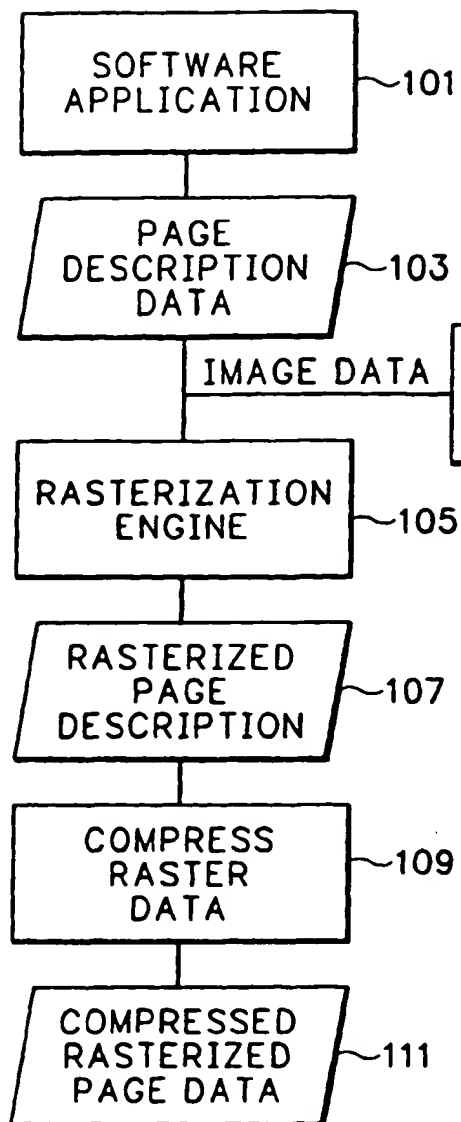 SOFTWARE
APPLICATION
101
PAGE
DESCRIPTION
DATA
103
IMAGE DATA
RASTERIZATION
ENGINE
105
RASTERIZED
PAGE
DESCRIPTION
107
COMPRESS
RASTER
DATA
109
COMPRESSED
RASTERIZED
PAGE DATA
111